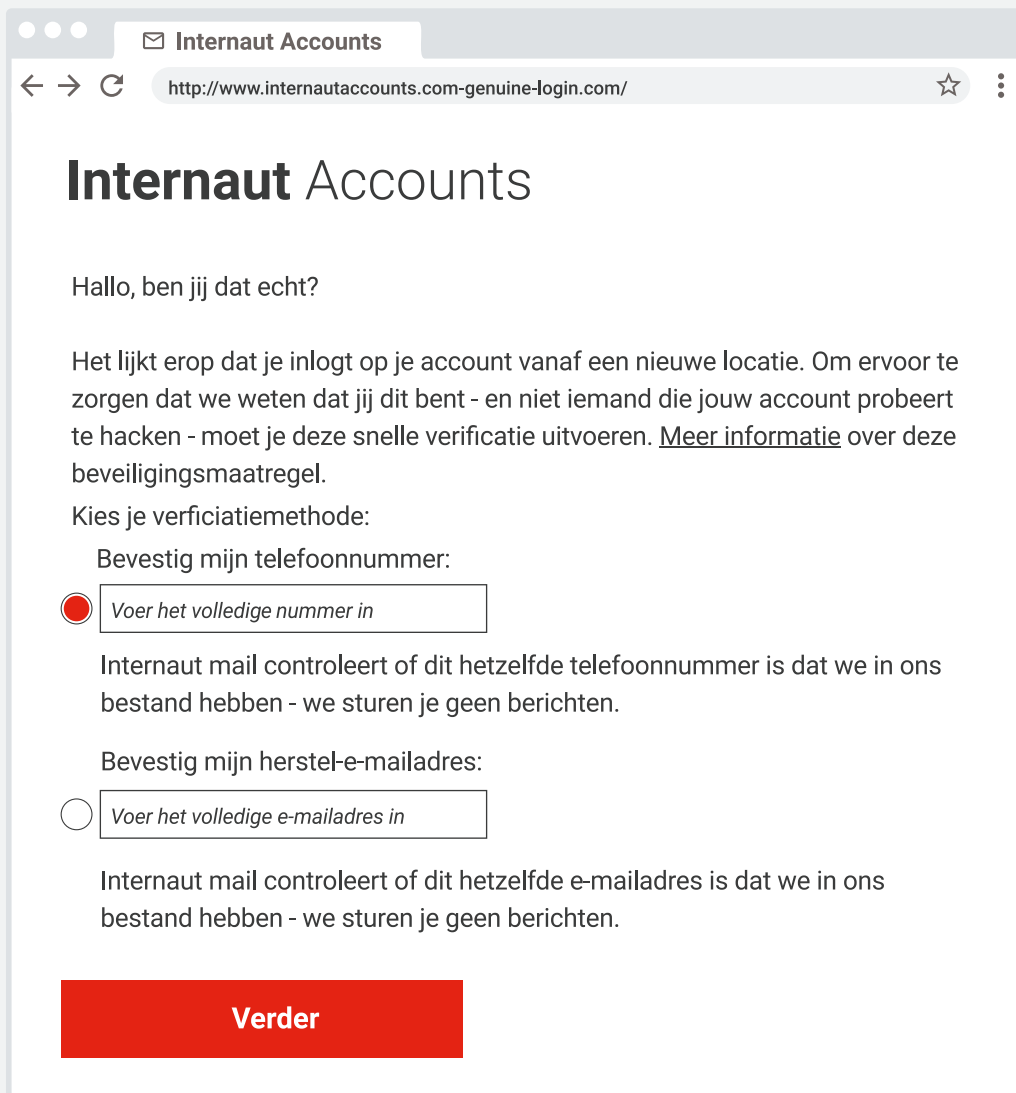 Internaut Accounts
http://www.internautaccounts.com-genuine-login.com/
Internaut Accounts
Hallo, ben jij dat echt?
Het lijkt erop dat je inlogt op je account vanaf een nieuwe locatie. Om ervoor te
zorgen dat we weten dat jij dit bent - en niet iemand die jouw account probeert
te hacken - moet je deze snelle verificatie uitvoeren. Meer informatie over deze
beveiligingsmaatregel.
Kies je verficiatiemethode:
Bevestig mijn telefoonnummer:
Voer het volledige nummer in
Internaut mail controleert of dit hetzelfde telefoonnummer is dat we in ons
bestand hebben - we sturen je geen berichten.
Bevestig mijn herstel-e-mailadres:
Voer het volledige e-mailadres in
Internaut mail controleert of dit hetzelfde e-mailadres is dat we in ons
bestand hebben - we sturen je geen berichten.
Verder